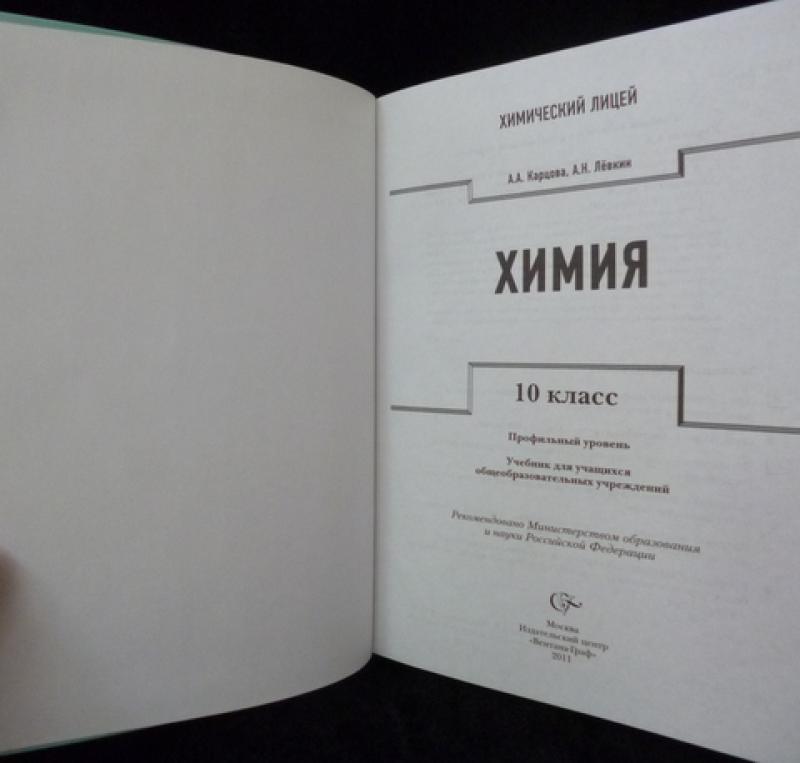 ХИМИЧЕСКИЙ ЛИЦЕЙ
А.А. Карцова, А.Н. Лёвкин
ХИМИЯ
10 класс
Профильный уровень
Учебник для учащихся
общеобразовательных учреждений
Рекомендовано Министерством образования
и науки Российской Федерации
Москва
Издательский центр
«Вентана-Граф»
2011